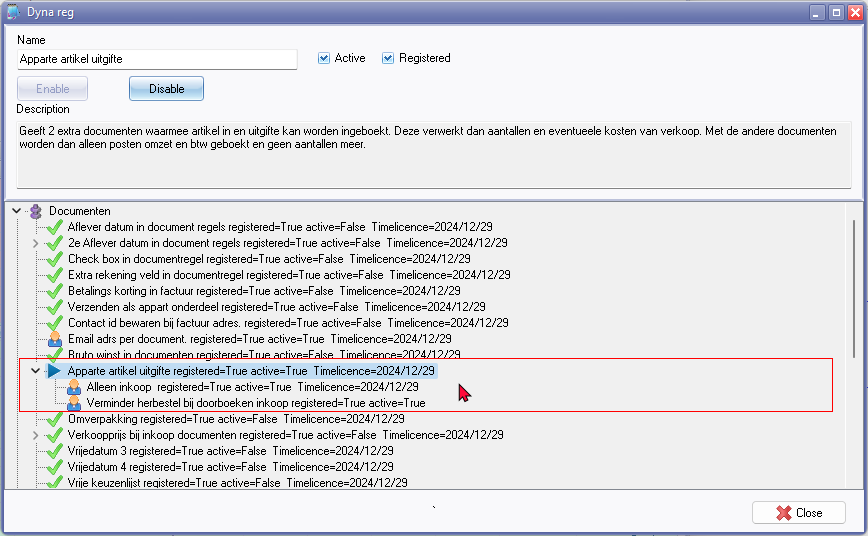 Dyna reg
Name
Apparte artikel uitgifte
Active
Registered
Enable
Disable
Description
Geeft 2 extra documenten waarmee artikel in en uitgifte kan worden ingeboekt. Deze verwerkt dan aantallen en eventueele kosten van verkoop. Met de andere documenten
worden dan alleen posten omzet en btw geboekt en geen aantallen meer.
Documenten
Aflever datum in document regels registered=True active=False Timelicence=2024/12/29
2e Aflever datum in document regels registered=True active=False Timelicence=2024/12/29
Check box in documentregel registered=True active=False Timelicence=2024/12/29
Extra rekening veld in documentregel registered=True active=False Timelicence=2024/12/29
Betalings korting in factuur registered=True active=False Timelicence=2024/12/29
Verzenden als appart onderdeel registered=True active=False Timelicence=2024/12/29
Contact id bewaren bij factuur adres. registered=True active=False Timelicence=2024/12/29
Email adrs per document. registered=True active=True Timelicence=2024/12/29
Bruto winst in documenten registered=True active=False Timelicence=2024/12/29
Apparte artikel uitgifte registered=True active=True Timelicence=2024/12/29
Alleen inkoop registered=True active=True Timelicence=2024/12/29
Verminder herbestel bij doorboeken inkoop registered=True active=True
Omverpakking registered=True active=False Timelicence=2024/12/29
Verkoopprijs bij inkoop documenten registered=True active=False Timelicence=2024/12/29
Vrijedatum 3 registered=True active=False Timelicence=2024/12/29
Vrijedatum 4 registered=True active=False Timelicence=2024/12/29
Vrije keuzenlijst registered=True active=False Timelicence=2024/12/29
Close